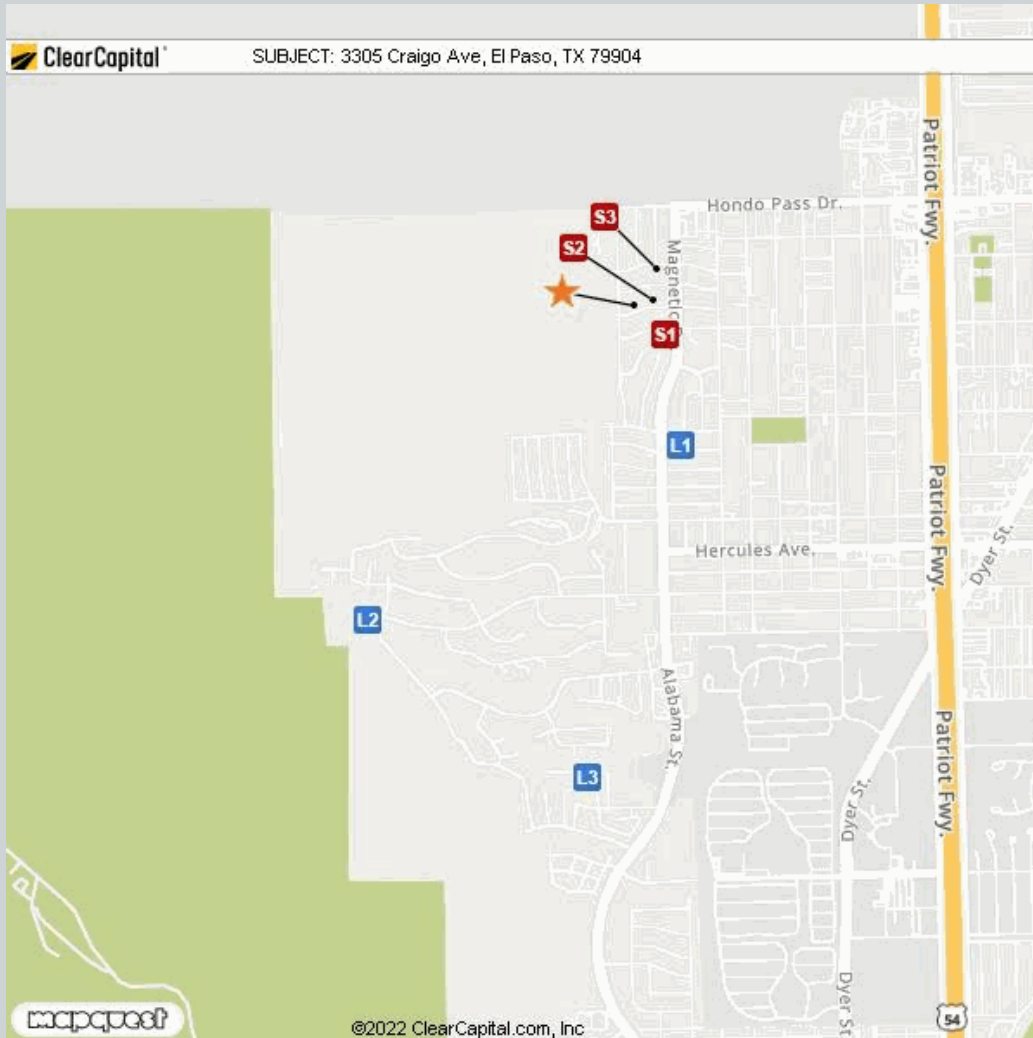 ClearCapital
SUBJECT: 3305 Craigo Ave, El Paso, TX 79904
Patriot Fwy.
Hondo Pass Dr.
S3
S2
Magnetic
S1
L1
Patriot Fwy.
Hercules Ave.
Dyer St.
L2
Alabama St.
Patriot Fwy.
L3
Dyer St.
Dyer St
mapquest
©2022 ClearCapital.com, Inc
54